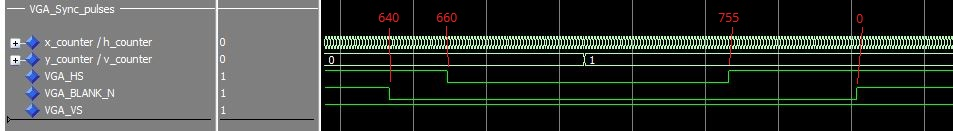 VGA_Sync_pulses
640 660 755 0
x_counter / h_counter 0
y_counter / v_counter 0 0 1
VGA_HS 1
VGA_BLANK_N 1
VGA_VS 1